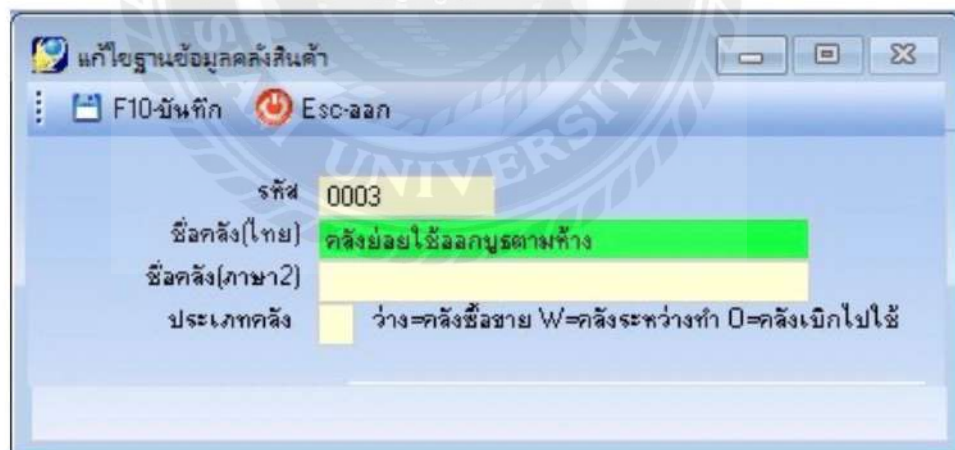 แก้ไขฐานข้อมูลคลังสินค้า
F10-บันทึก Esc-ออก
รหัส 0003
ชื่อคลัง(ไทย) คลังย่อยใช้ออกบูธตามห้าง
ชื่อคลัง(ภาษา2)
ประเภทคลัง ว่าง=คลังซื้อขาย W=คลังระหว่างทำ O=คลังเบิกไปใช้
UNIVERSITY